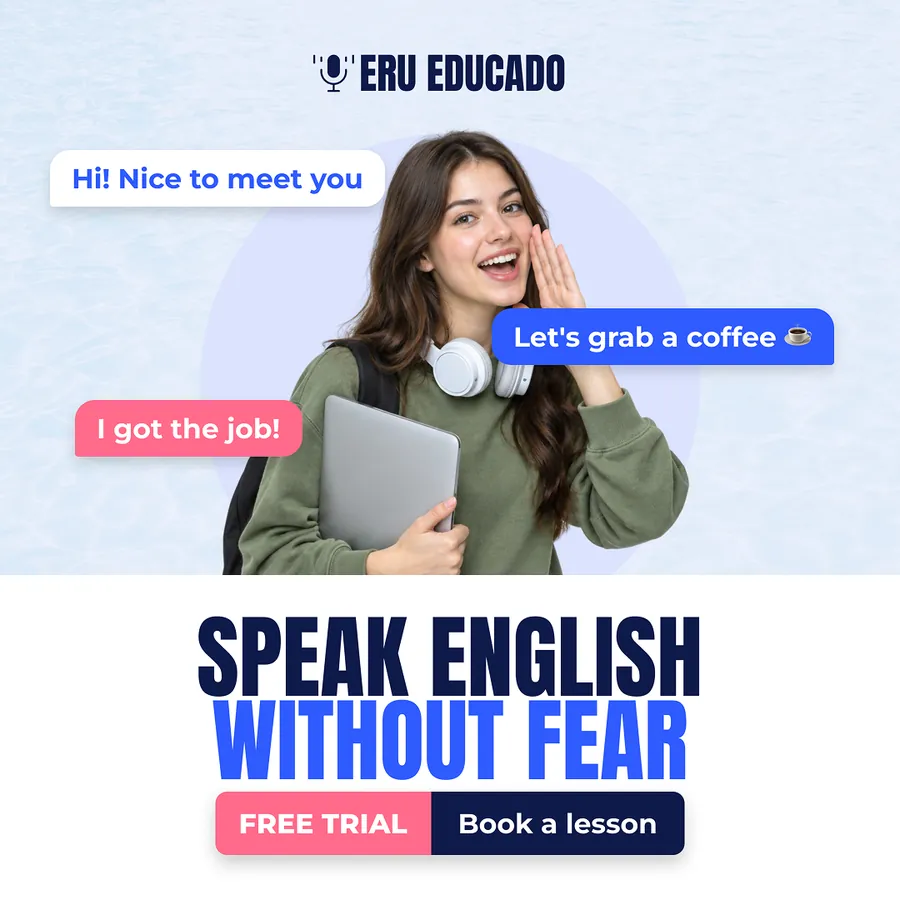 ERU EDUCADO
Hi! Nice to meet you
Let's grab a coffee ☕
I got the job!
SPEAK ENGLISH
WITHOUT FEAR
FREE TRIAL Book a lesson